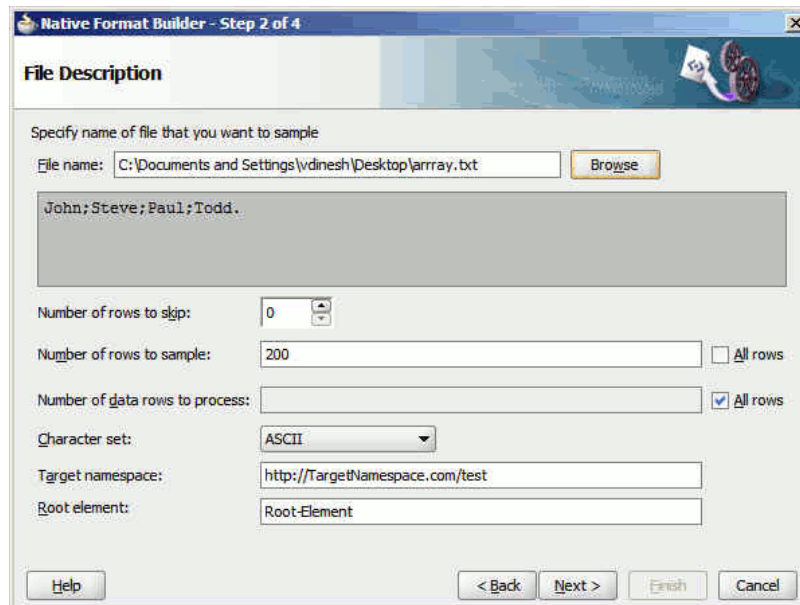 Native Format Builder - Step 2 of 4
File Description
Specify name of file that you want to sample
File name: C:\Documents and Settings\vdinesh\Desktop\arrray.txt Browse
John;Steve;Paul;Todd.
Number of rows to skip: 0
Number of rows to sample: 200 All rows
Number of data rows to process: All rows
Character set: ASCII
Target namespace: http://TargetNamespace.com/test
Root element: Root-Element
Help < Back Next > Finish Cancel